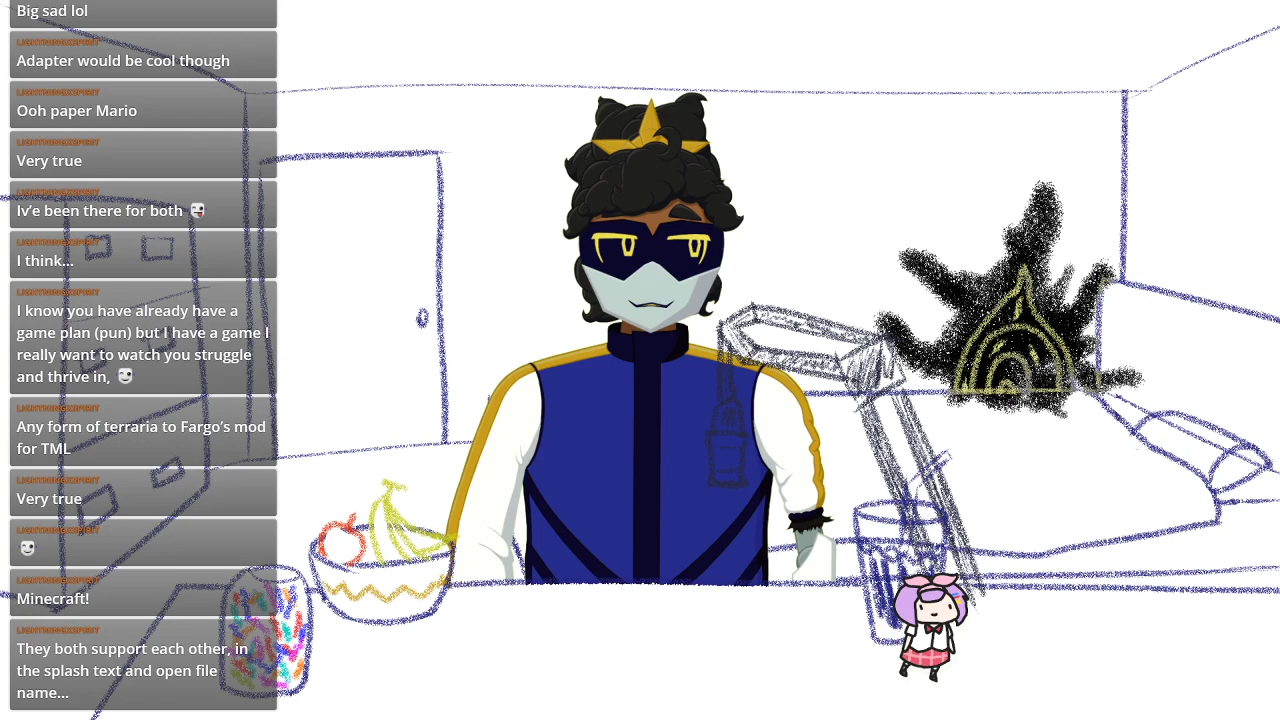 Big sad lol
Adapter would be cool though
Ooh paper Mario
Very true
Iv’e been there for both
I think...
I know you have already have a
game plan (pun) but I have a game I
really want to watch you struggle
and thrive in,
Any form of terraria to Fargo’s mod
for TML
Very true
Minecraft!
They both support each other, in
the splash text and open file
name...